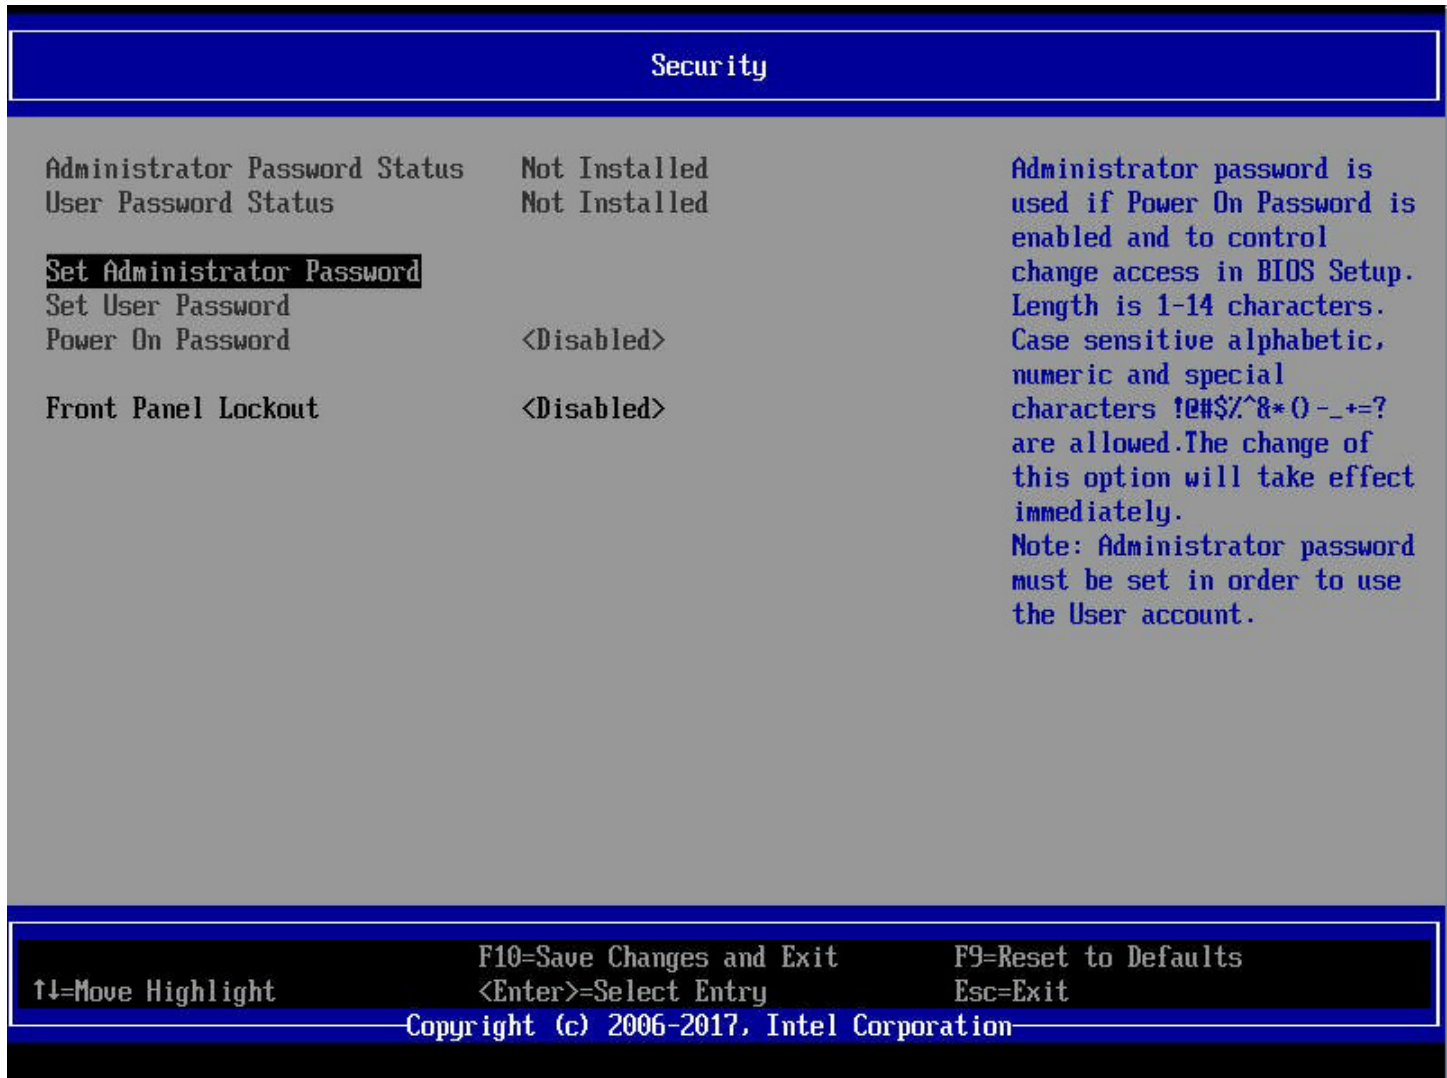 Security
Administrator Password Status Not Installed
User Password Status Not Installed
Set Administrator Password
Set User Password
Power On Password <Disabled>
Front Panel Lockout <Disabled>
Administrator password is
used if Power On Password is
enabled and to control
change access in BIOS Setup.
Length is 1-14 characters.
Case sensitive alphabetic,
numeric and special
characters !@#$%^&*()-_+=?
are allowed.The change of
this option will take effect
immediately.
Note: Administrator password
must be set in order to use
the User account.
F10=Save Changes and Exit F9=Reset to Defaults
↑↓=Move Highlight <Enter>=Select Entry Esc=Exit
Copyright (c) 2006-2017, Intel Corporation